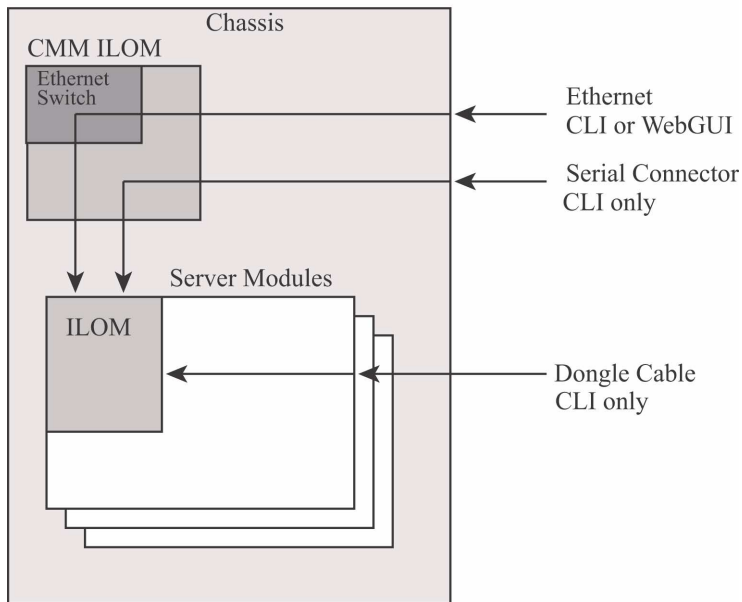 Chassis
CMM ILOM
Ethernet
Switch
Ethernet
CLI or WebGUI
Serial Connector
CLI only
Server Modules
ILOM
Dongle Cable
CLI only